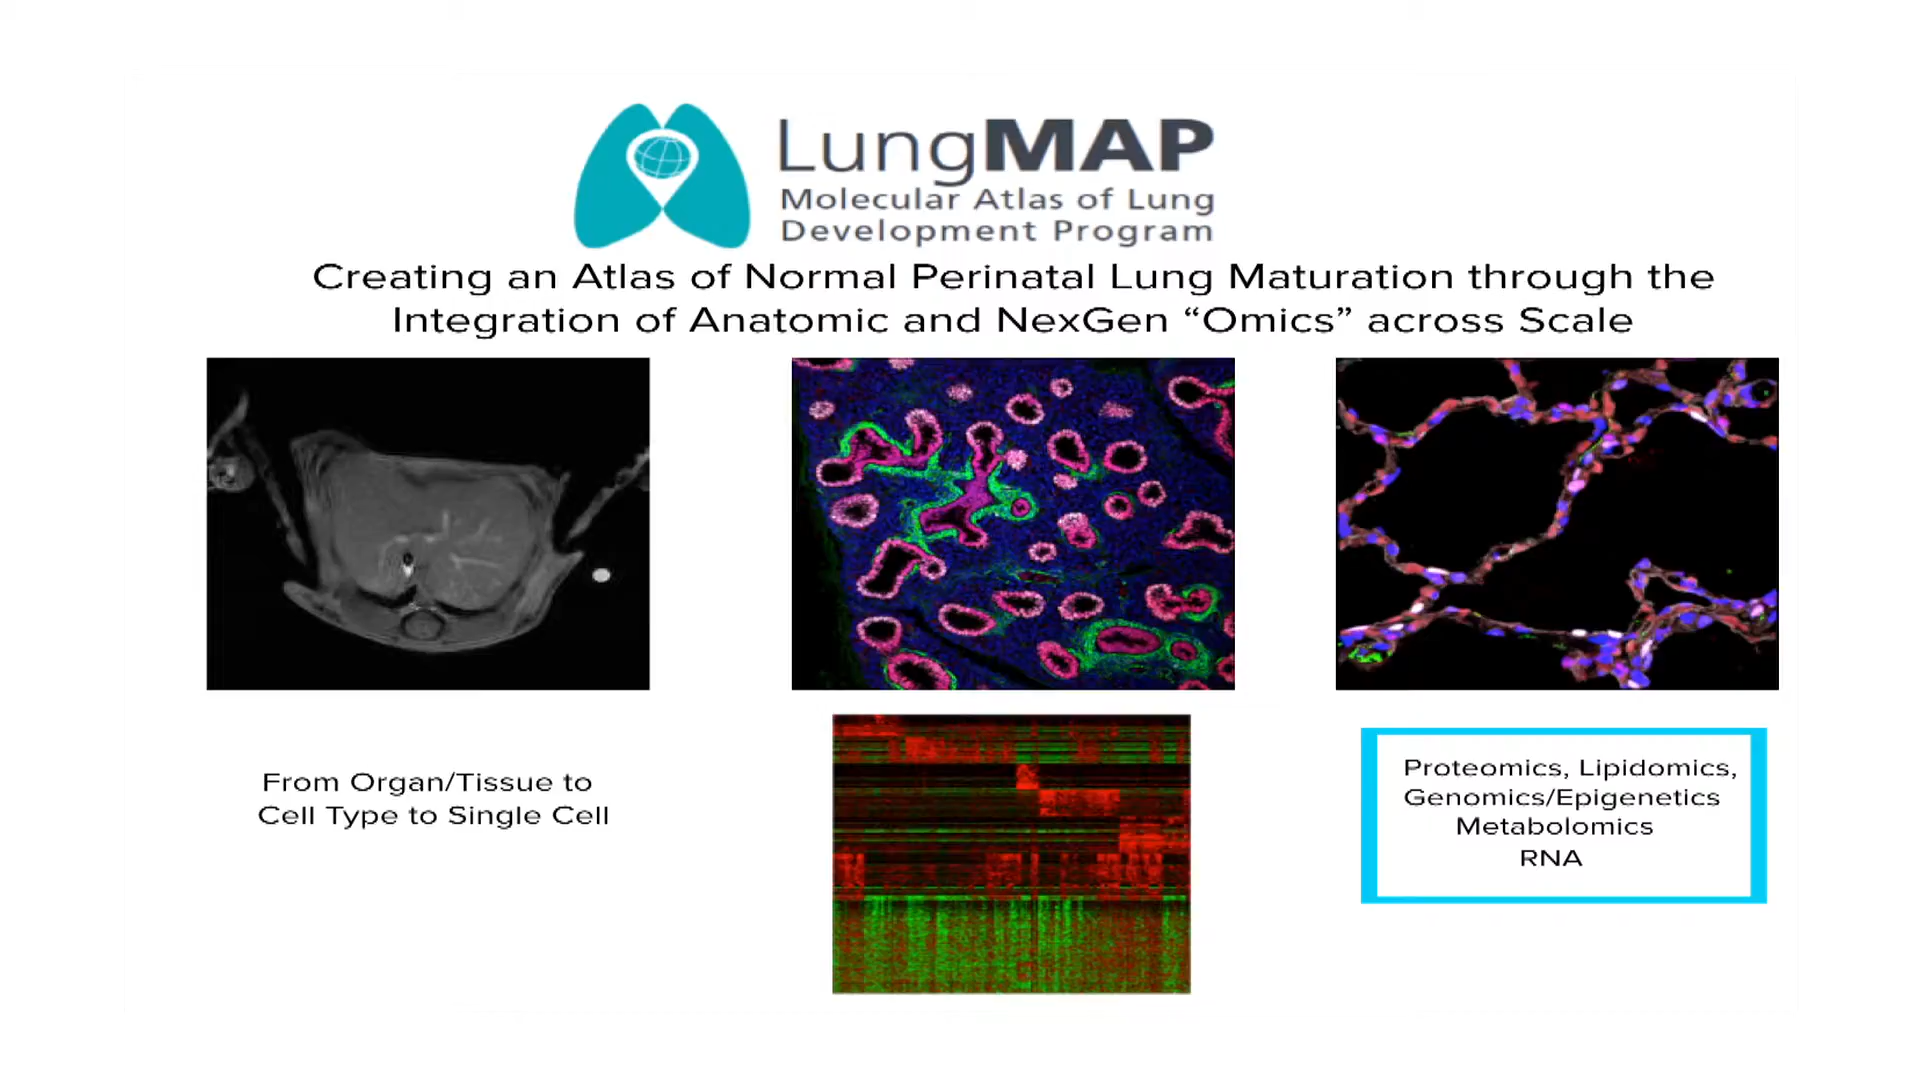 LungMAP
Molecular Atlas of Lung
Development Program
Creating an Atlas of Normal Perinatal Lung Maturation through the
Integration of Anatomic and NexGen “Omics” across Scale
From Organ/Tissue to
Cell Type to Single Cell
Proteomics, Lipidomics,
Genomics/Epigenetics
Metabolomics
RNA